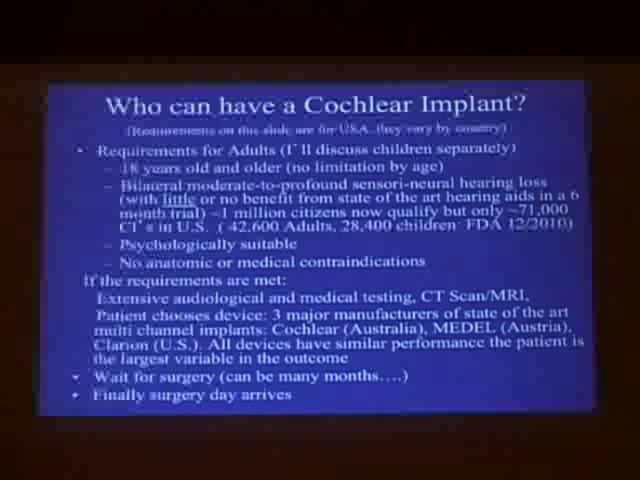 Who can have a Cochlear Implant?
(Requirements on this slide are for USA, they vary by country)
• Requirements for Adults (I'll discuss children separately)
– 18 years old and older (no limitation by age)
– Bilateral moderate-to-profound sensori-neural hearing loss
(with little or no benefit from state of the art hearing aids in a 6
month trial) ~1 million citizens now qualify but only ~71,000
CI's in U.S. ( 42,600 Adults, 28,400 children FDA 12/2010)
– Psychologically suitable
– No anatomic or medical contraindications
If the requirements are met:
Extensive audiological and medical testing, CT Scan/MRI,
Patient chooses device: 3 major manufacturers of state of the art
multi channel implants: Cochlear (Australia), MEDEL (Austria),
Clarion (U.S.). All devices have similar performance the patient is
the largest variable in the outcome
• Wait for surgery (can be many months….)
• Finally surgery day arrives